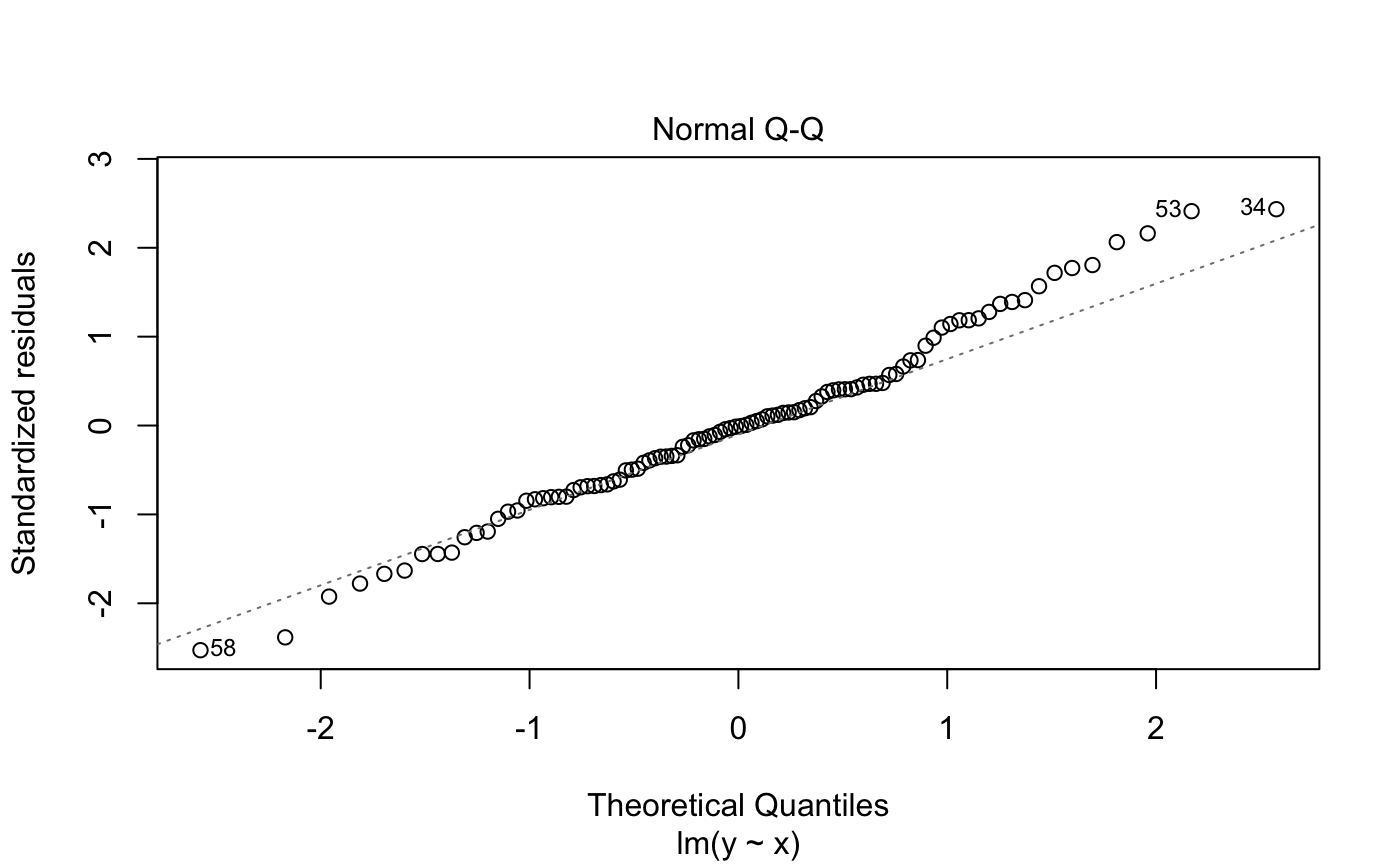 Normal Q-Q
Standardized residuals
3
2
1
0
-1
-2
53
34
58
-2 -1 0 1 2
Theoretical Quantiles
lm(y ~ x)